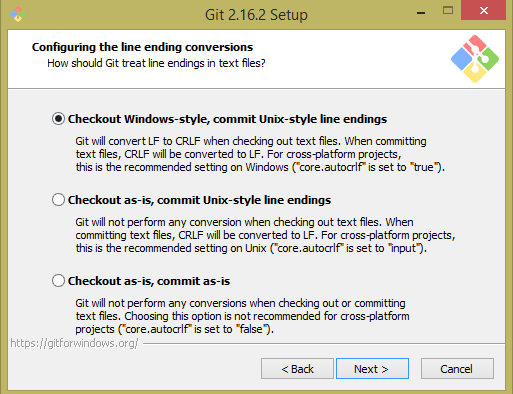 Git 2.16.2 Setup
Configuring the line ending conversions
How should Git treat line endings in text files?
Checkout Windows-style, commit Unix-style line endings
Git will convert LF to CRLF when checking out text files. When committing
text files, CRLF will be converted to LF. For cross-platform projects,
this is the recommended setting on Windows ("core.autocrlf" is set to "true").
Checkout as-is, commit Unix-style line endings
Git will not perform any conversion when checking out text files. When
committing text files, CRLF will be converted to LF. For cross-platform projects,
this is the recommended setting on Unix ("core.autocrlf" is set to "input").
Checkout as-is, commit as-is
Git will not perform any conversions when checking out or committing
text files. Choosing this option is not recommended for cross-platform
projects ("core.autocrlf" is set to "false").
https://gitforwindows.org/
< Back
Next >
Cancel